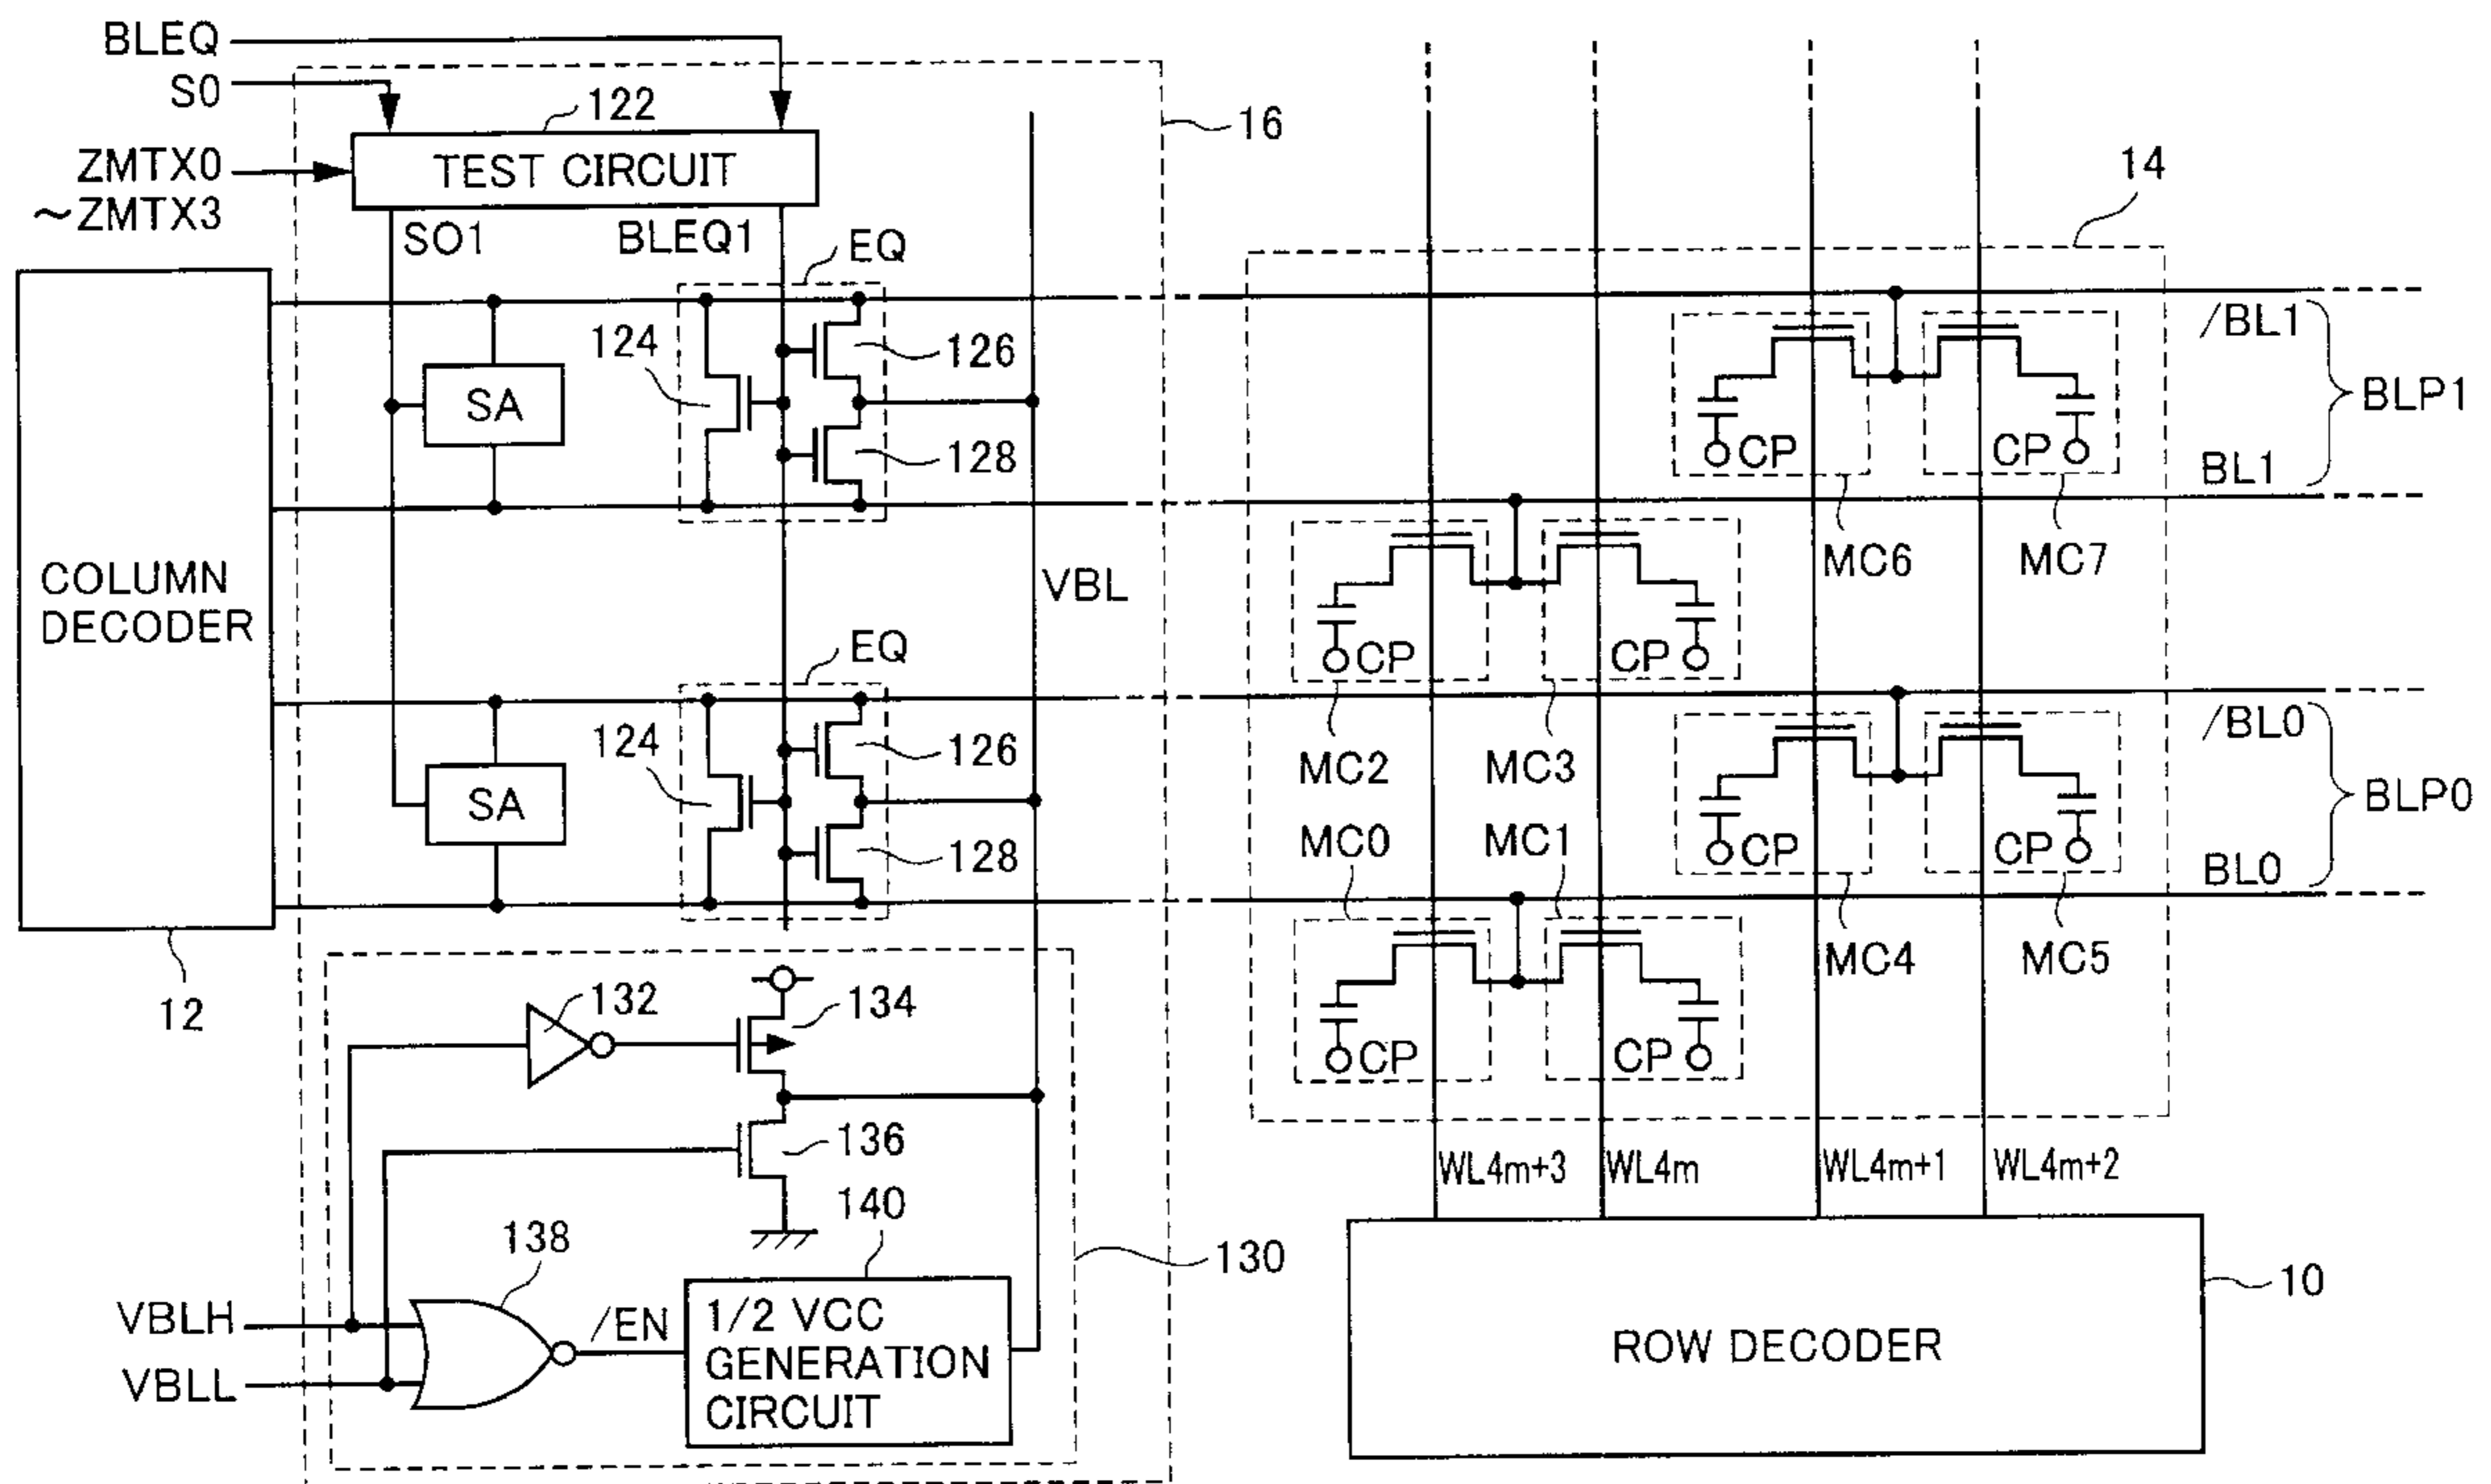 BLEQ
S0
122
16
ZMTX0
~ZMTX3
TEST CIRCUIT
14
SO1
BLEQ1
EQ
/BL1
124
126
SA
CP
CP
BLP1
128
BL1
MC6
MC7
COLUMN
DECODER
VBL
EQ
CP
CP
/BL0
124
126
MC2
MC3
SA
MC0
MC1
CP
CP
BLP0
128
BL0
MC4
MC5
12
132
134
CP
CP
136
WL4m+3
WL4m
WL4m+1
WL4m+2
140
138
130
10
VBLH
/EN
1/2 VCC
GENERATION
CIRCUIT
ROW DECODER
VBLL